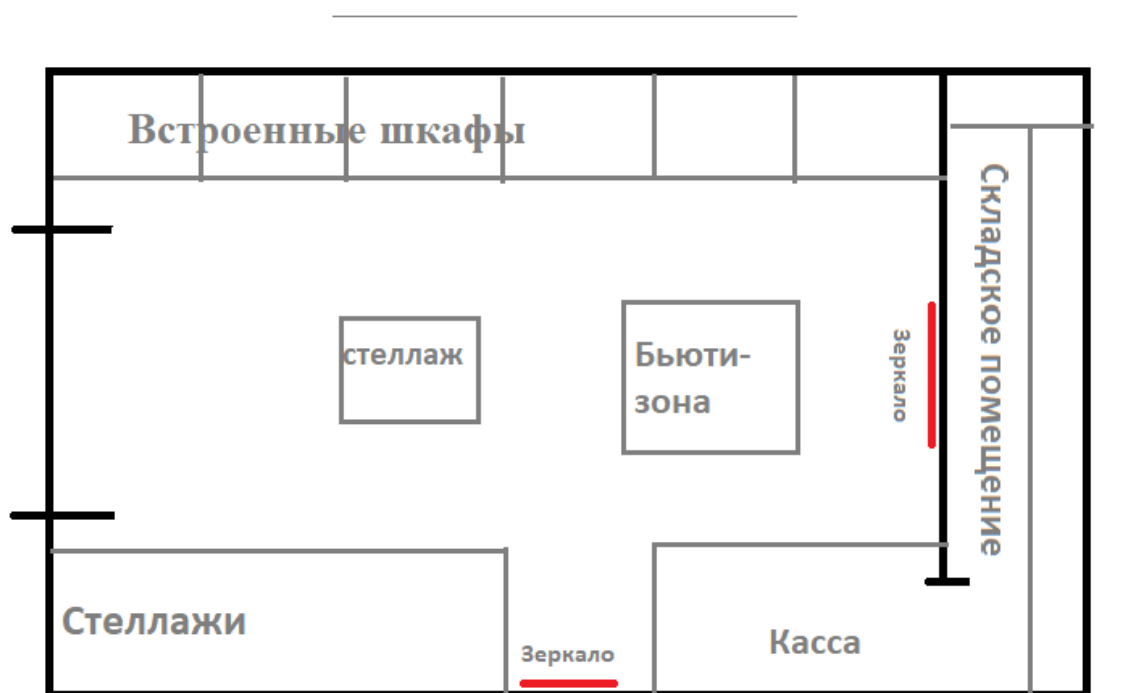 Встроенные шкафы
Складское помещение
стеллаж
Бьюти-
зона
Зеркало
Стеллажи
Зеркало
Касса